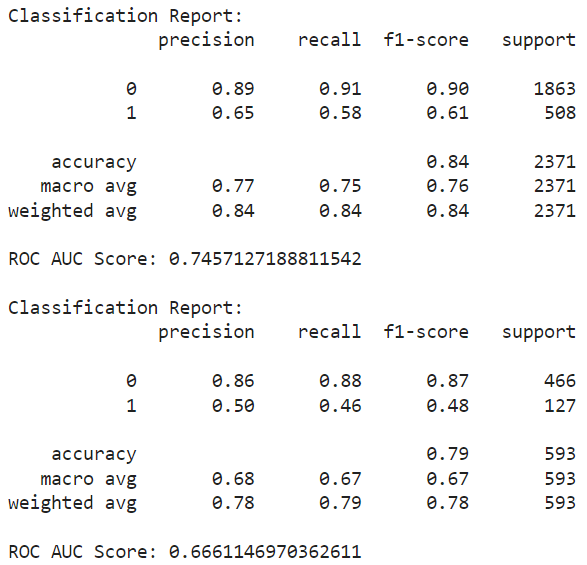 Classification Report:
precision recall f1-score support
0 0.89 0.91 0.90 1863
1 0.65 0.58 0.61 508
accuracy 0.84 2371
macro avg 0.77 0.75 0.76 2371
weighted avg 0.84 0.84 0.84 2371
ROC AUC Score: 0.7457127188811542
Classification Report:
precision recall f1-score support
0 0.86 0.88 0.87 466
1 0.50 0.46 0.48 127
accuracy 0.79 593
macro avg 0.68 0.67 0.67 593
weighted avg 0.78 0.79 0.78 593
ROC AUC Score: 0.6661146970362611